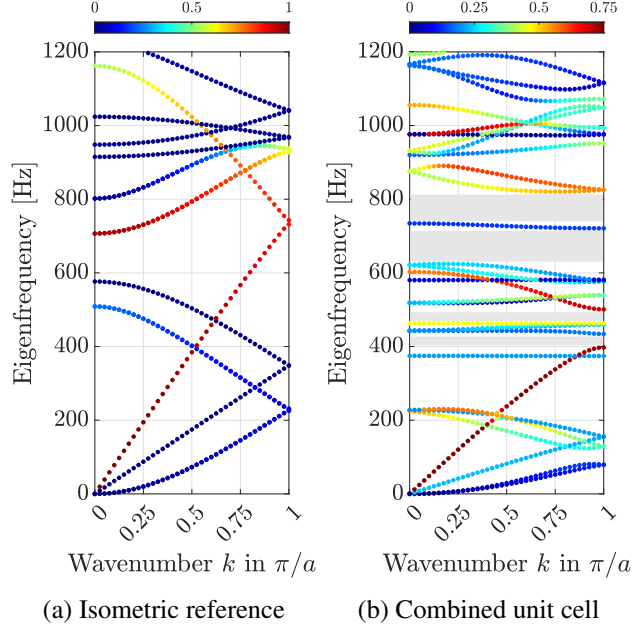 0 0.5 1
0 0.25 0.5 0.75
1200
1000
800
600
400
200
0
0 0.25 0.5 0.75 1
Eigenfrequency [Hz]
Wavenumber k in π/a
(a) Isometric reference
1200
1000
800
600
400
200
0
0 0.25 0.5 0.75 1
Eigenfrequency [Hz]
Wavenumber k in π/a
(b) Combined unit cell